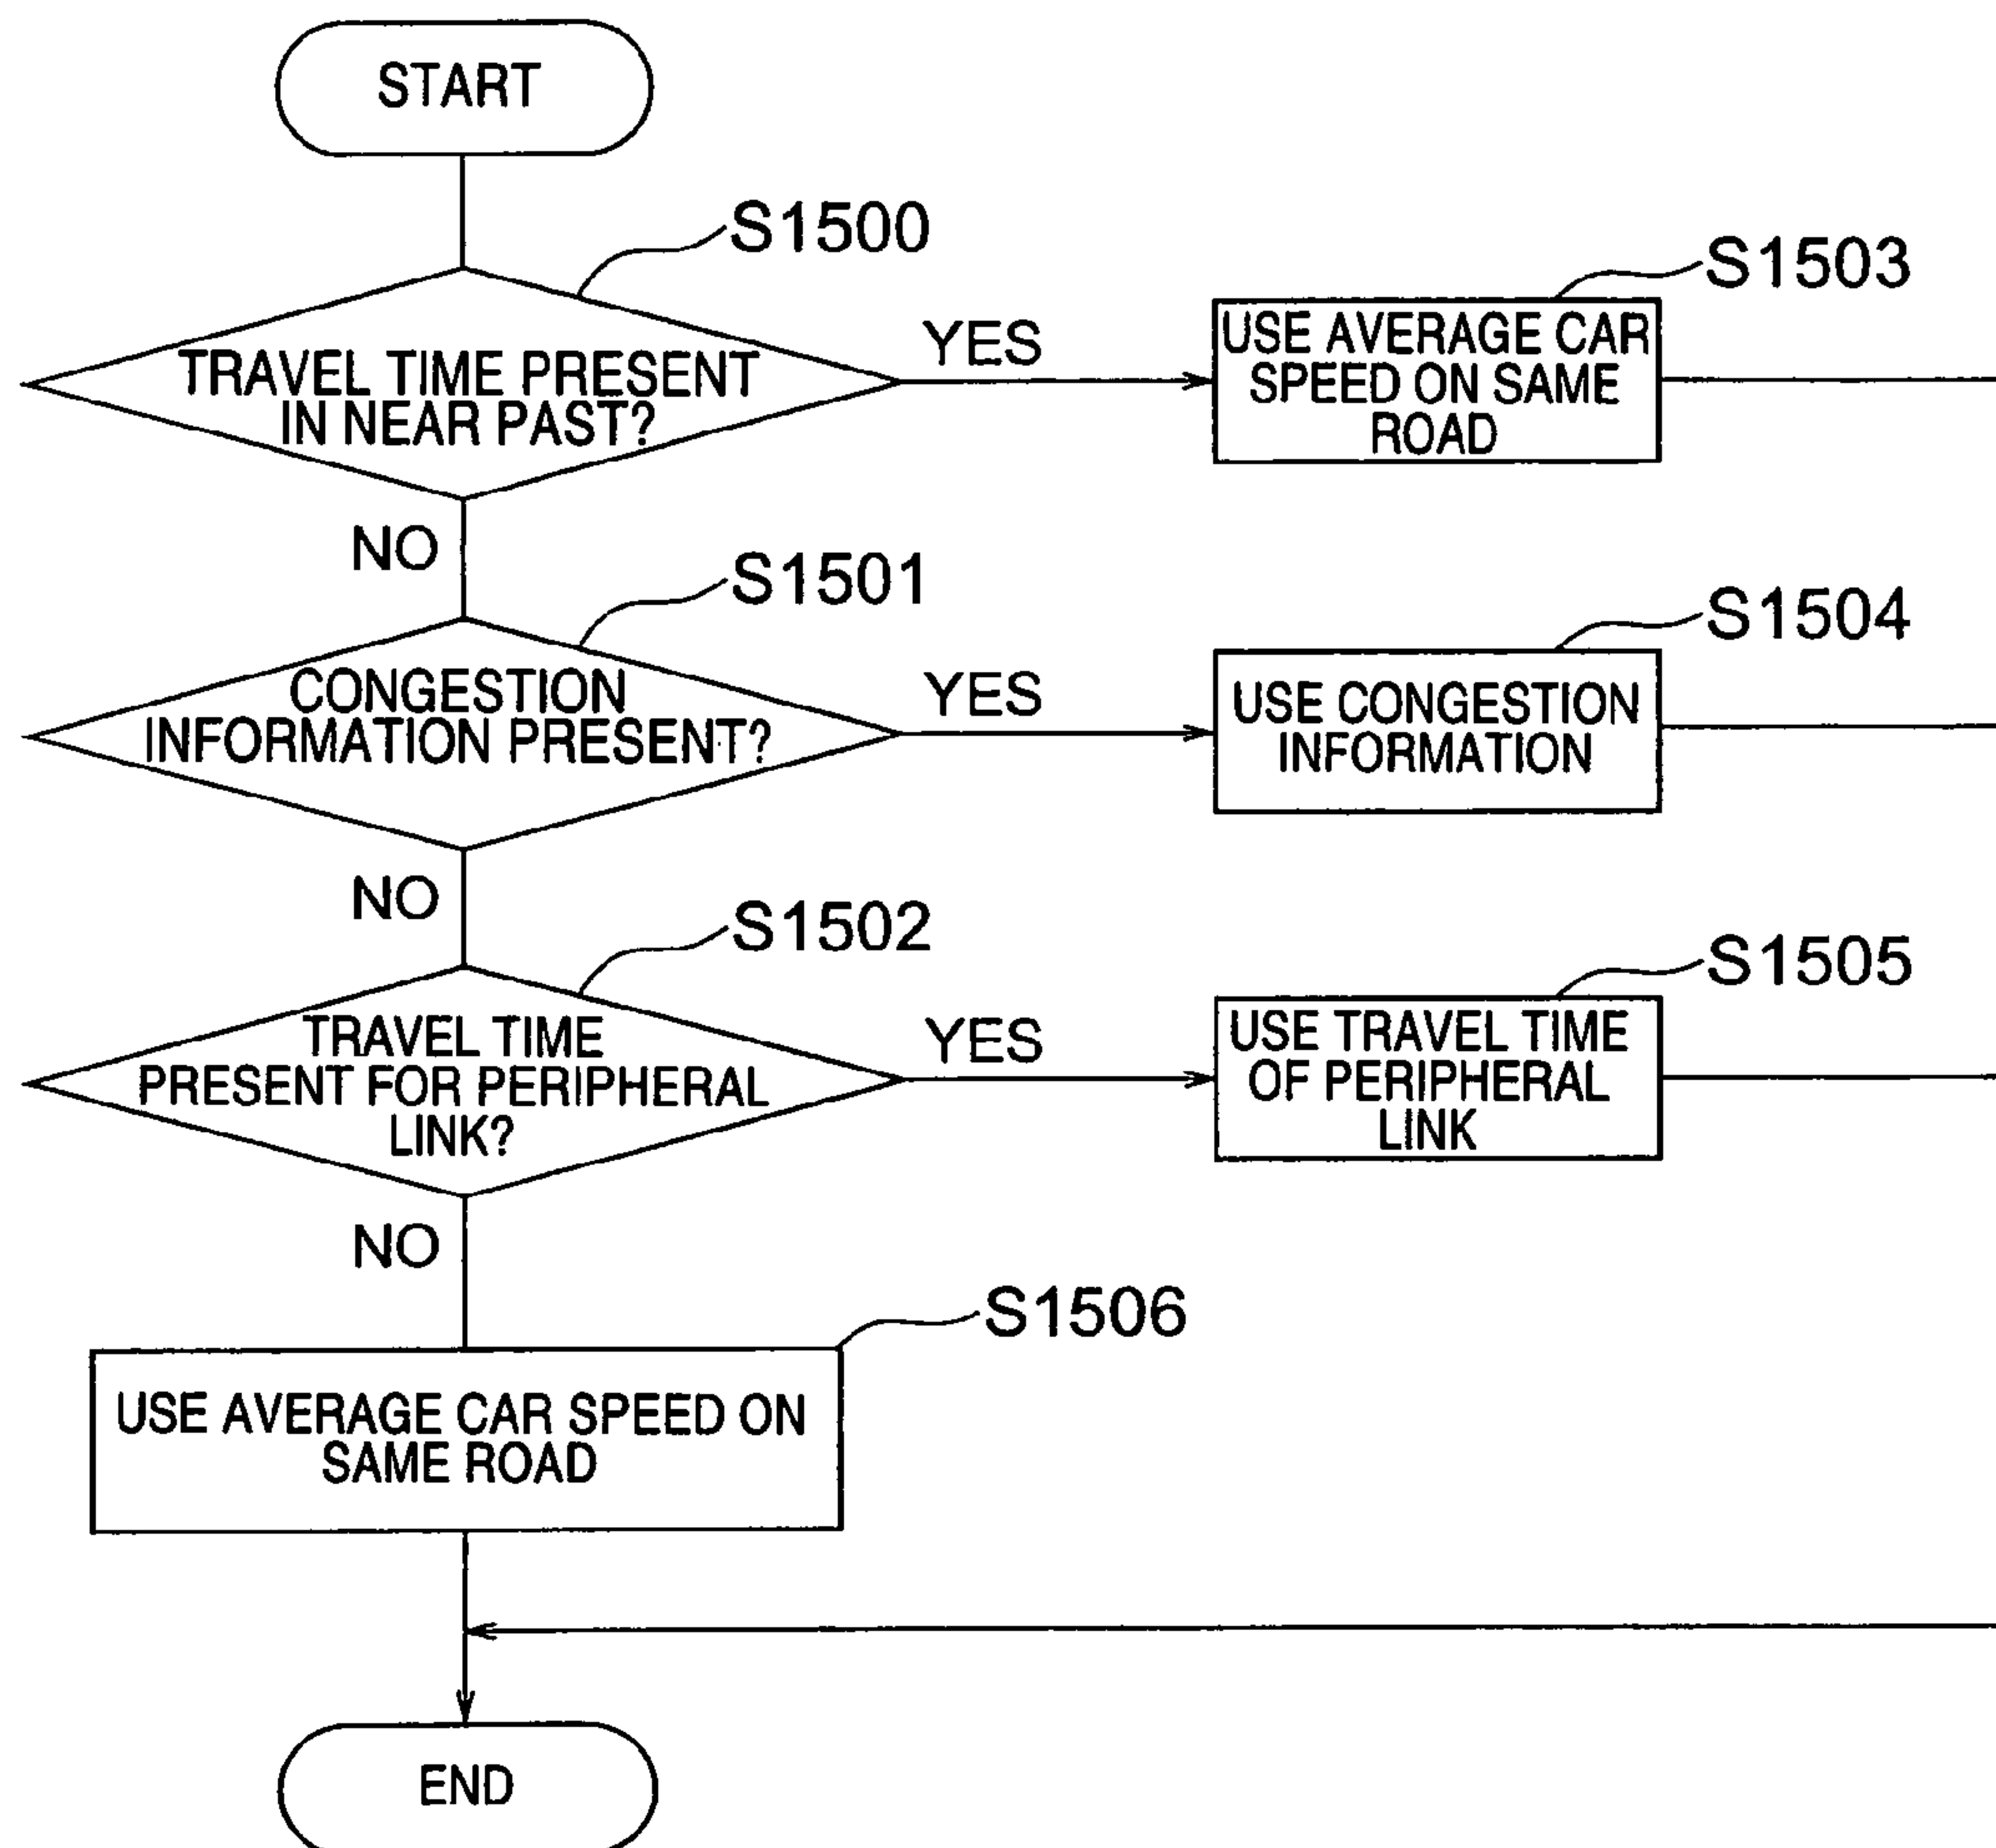 START
S1500
TRAVEL TIME PRESENT
IN NEAR PAST?
YES
S1503
USE AVERAGE CAR
SPEED ON SAME
ROAD
NO
S1501
CONGESTION
INFORMATION PRESENT?
YES
S1504
USE CONGESTION
INFORMATION
NO
S1502
TRAVEL TIME
PRESENT FOR PERIPHERAL
LINK?
YES
S1505
USE TRAVEL TIME
OF PERIPHERAL
LINK
NO
S1506
USE AVERAGE CAR SPEED ON
SAME ROAD
END